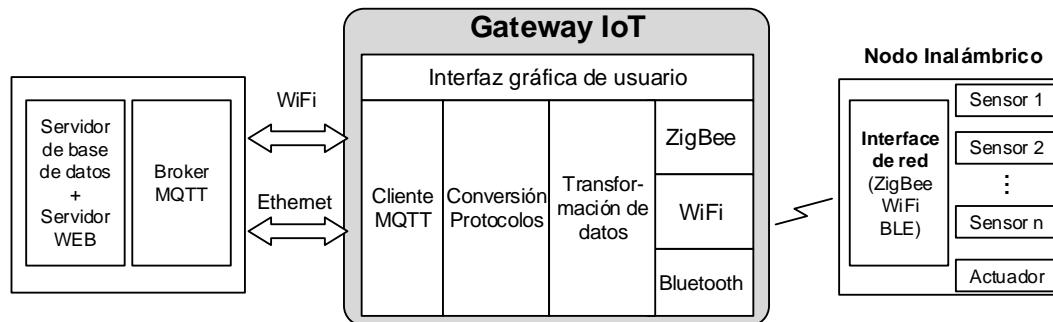 Gateway IoT
Interfaz gráfica de usuario
Nodo Inalámbrico
WiFi
Ethernet
Servidor
de base
de datos
+
Servidor
WEB
Broker
MQTT
Cliente
MQTT
Conversión
Protocolos
Transfor-
mación de
datos
ZigBee
WiFi
Bluetooth
Interface
de red
(ZigBee
WiFi
BLE)
Sensor 1
Sensor 2
⋮
Sensor n
Actuador